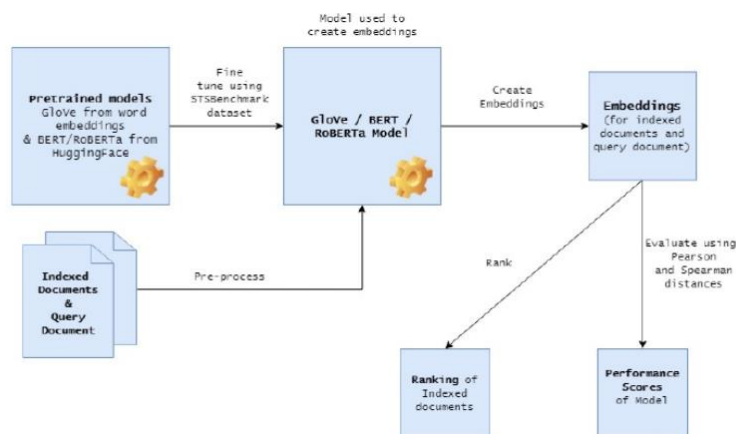 Model used to
create embeddings
Pretrained models
GloVe from word
embeddings
& BERT/RoBERTa from
HuggingFace
Fine
tune using
STSBenchmark
dataset
GloVe / BERT /
RoBERTa Model
Create
Embeddings
Embeddings
(for indexed
documents and
query document)
Indexed
Documents
&
Query
Document
Pre-process
Rank
Evaluate using
Pearson
and Spearman
distances
Ranking of
Indexed
documents
Performance
Scores
of Model